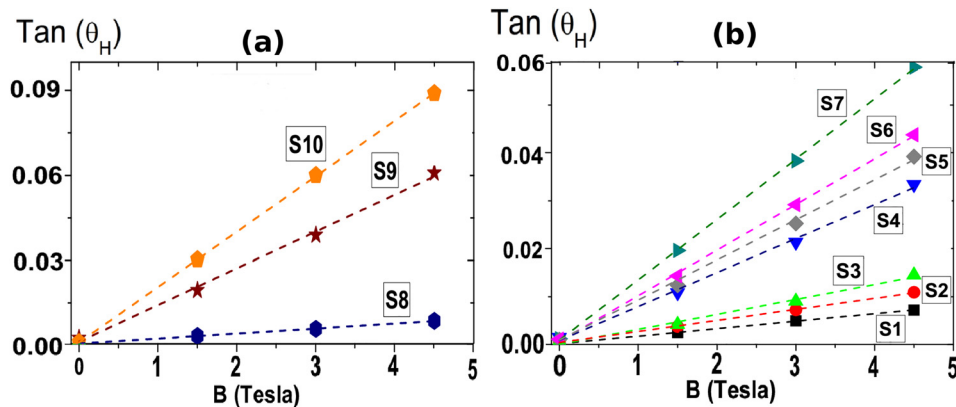 Tan (θH)
(a)
0.09
0.06
0.03
0.00
S10
S9
S8
0 1 2 3 4 5
B (Tesla)
Tan (θH)
(b)
0.06
0.04
0.02
0.00
S7
S6
S5
S4
S3
S2
S1
0 1 2 3 4 5
B (Tesla)